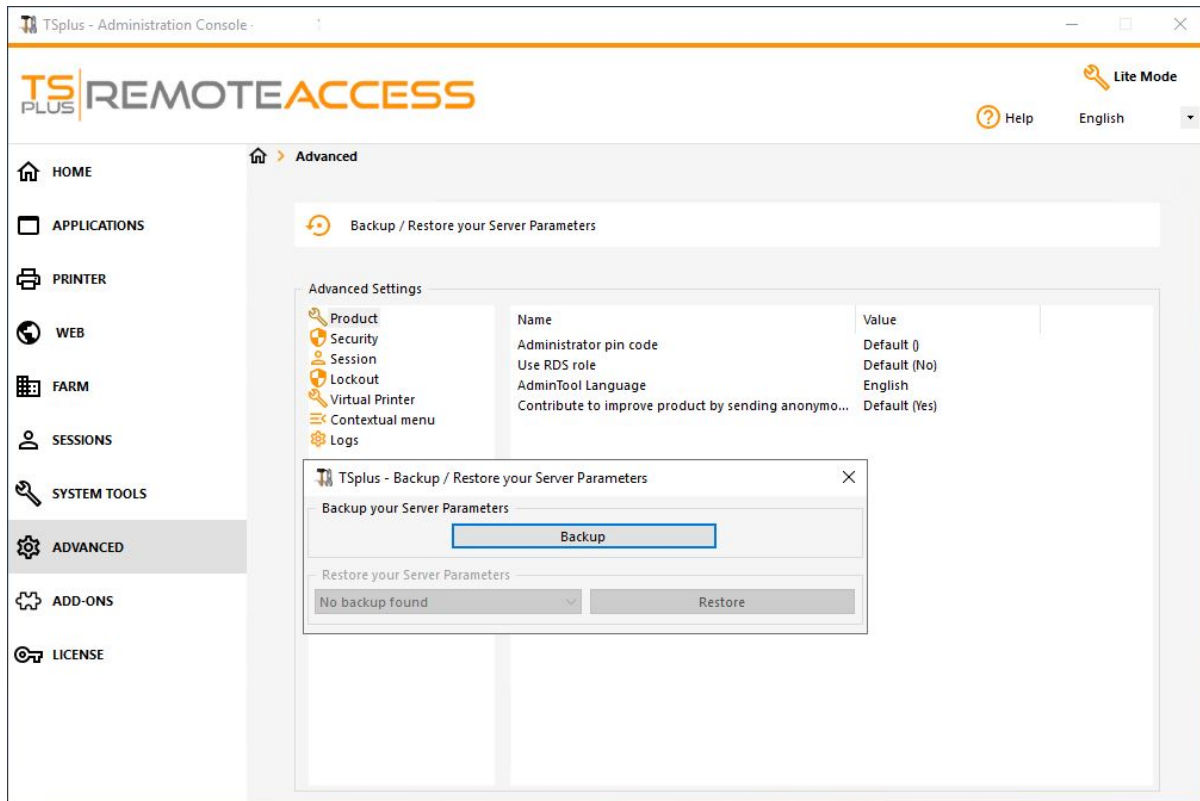 TSplus - Administration Console -
TS PLUS REMOTEACCESS
Lite Mode
Help English
HOME
APPLICATIONS
PRINTER
WEB
FARM
SESSIONS
SYSTEM TOOLS
ADVANCED
ADD-ONS
LICENSE
Advanced
Backup / Restore your Server Parameters
Advanced Settings
Product
Security
Session
Lockout
Virtual Printer
Contextual menu
Logs
Name Value
Administrator pin code Default ()
Use RDS role Default (No)
AdminTool Language English
Contribute to improve product by sending anonymo... Default (Yes)
TSplus - Backup / Restore your Server Parameters
Backup your Server Parameters
Backup
Restore your Server Parameters
No backup found Restore